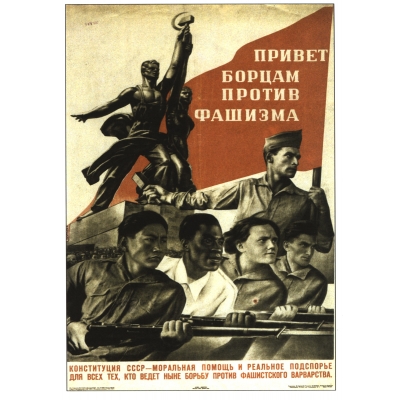 ПРИВЕТ
БОРЦАМ
ПРОТИВ
ФАШИЗМА
КОНСТИТУЦИЯ СССР—МОРАЛЬНАЯ ПОМОЩЬ И РЕАЛЬНОЕ ПОДСПОРЬЕ
ДЛЯ ВСЕХ ТЕХ, КТО ВЕДЕТ НЫНЕ БОРЬБУ ПРОТИВ ФАШИСТСКОГО ВАРВАРСТВА.